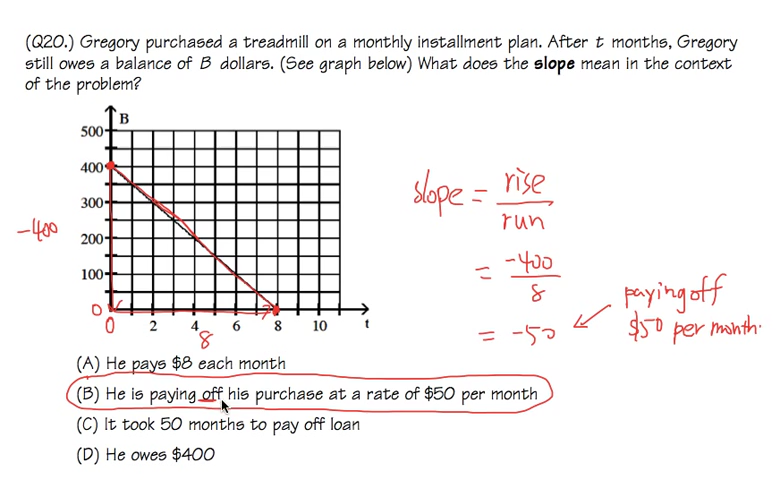 (Q20.) Gregory purchased a treadmill on a monthly installment plan. After t months, Gregory
still owes a balance of B dollars. (See graph below) What does the slope mean in the context
of the problem?
B
500
400
300
200
100
0
-400
0
2
4
6
8
10
t
8
slope = rise
run
= -400
8
= -50
paying off
$50 per month.
(A) He pays $8 each month
(B) He is paying off his purchase at a rate of $50 per month
(C) It took 50 months to pay off loan
(D) He owes $400